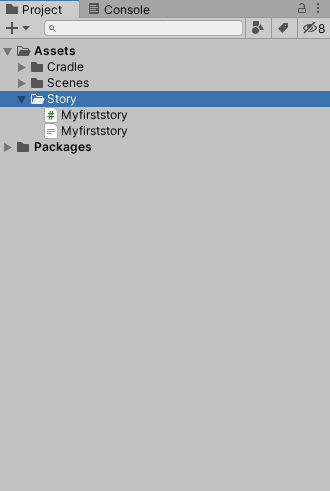 Project Console
8
Assets
Cradle
Scenes
Story
# Myfirststory
Myfirststory
Packages